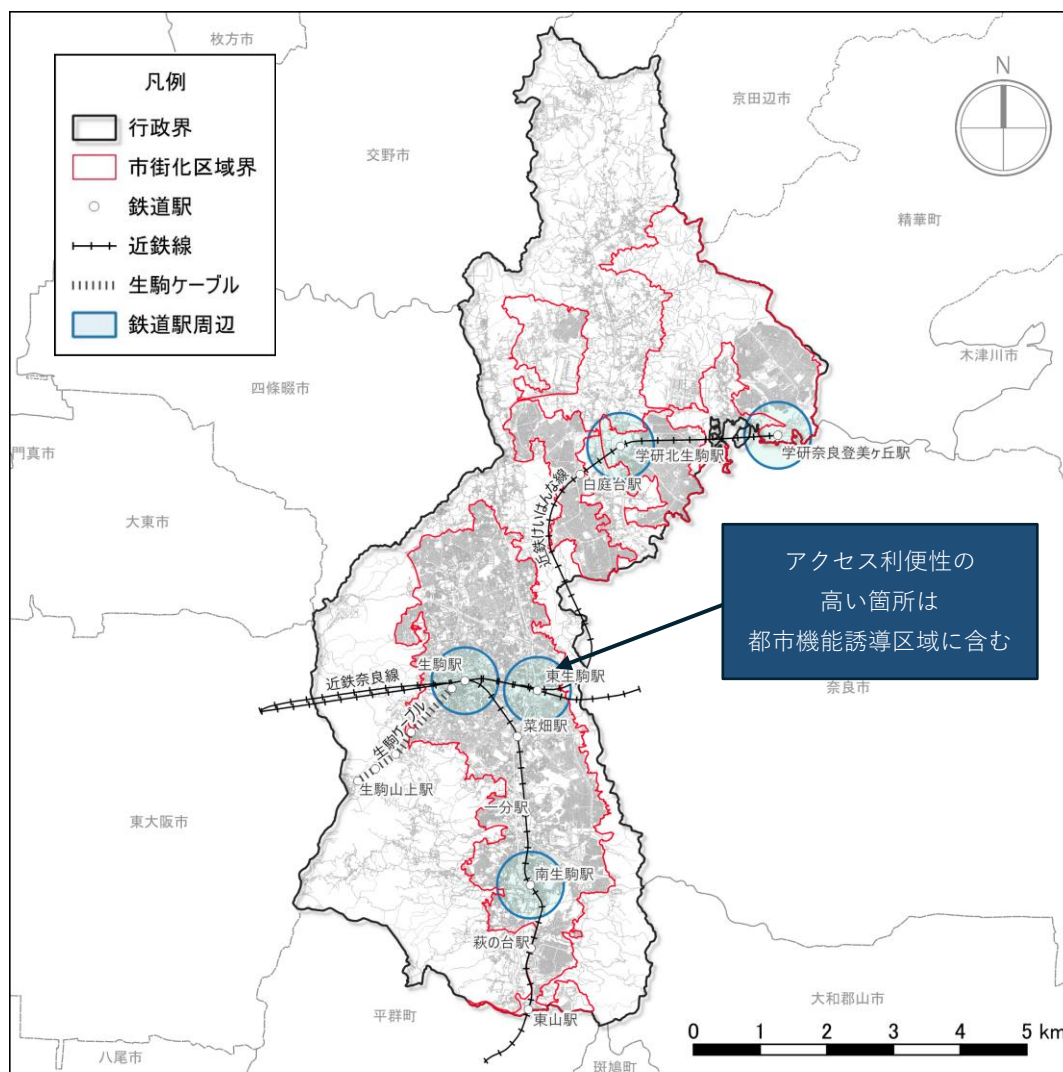 枚方市
凡例
行政界
市街化区域界
鉄道駅
近鉄線
生駒ケーブル
鉄道駅周辺
N
京田辺市
交野市
精華町
木津川市
四條畷市
門真市
学研北生駒駅
学研奈良登美ヶ丘駅
白庭台駅
大東市
近鉄けいはんな線
アクセス利便性の
高い箇所は
都市機能誘導区域に含む
生駒駅
東生駒駅
近鉄奈良線
奈良市
菜畑駅
生駒ケーブル
生駒山上駅
一分駅
東大阪市
南生駒駅
萩の台駅
大和郡山市
平群町
東山駅
0 1 2 3 4 5 km
八尾市
斑鳩町